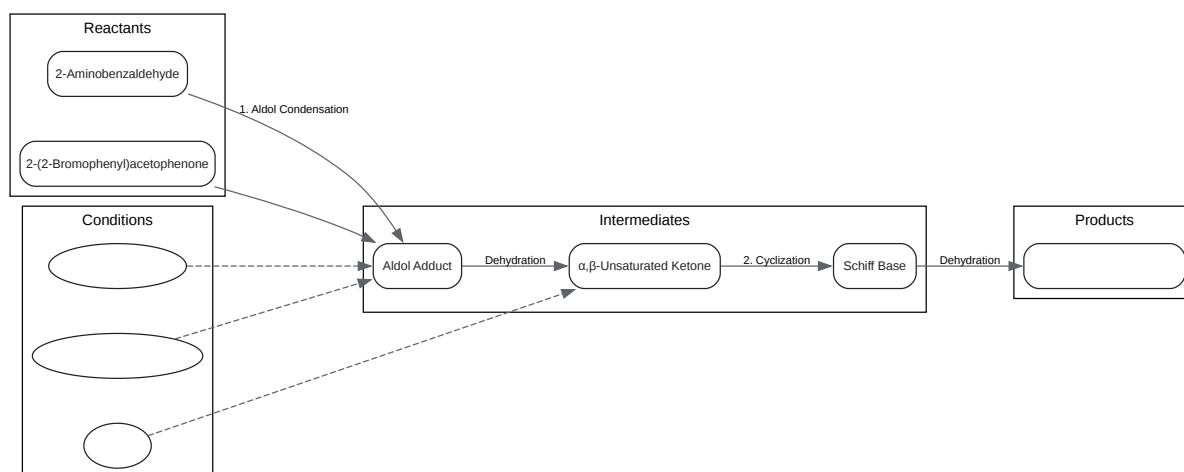 Reactants
2-Aminobenzaldehyde
1. Aldol Condensation
2-(2-Bromophenyl)acetophenone
Conditions
Intermediates
Products
Aldol Adduct
Dehydration
α,β-Unsaturated Ketone
2. Cyclization
Schiff Base
Dehydration